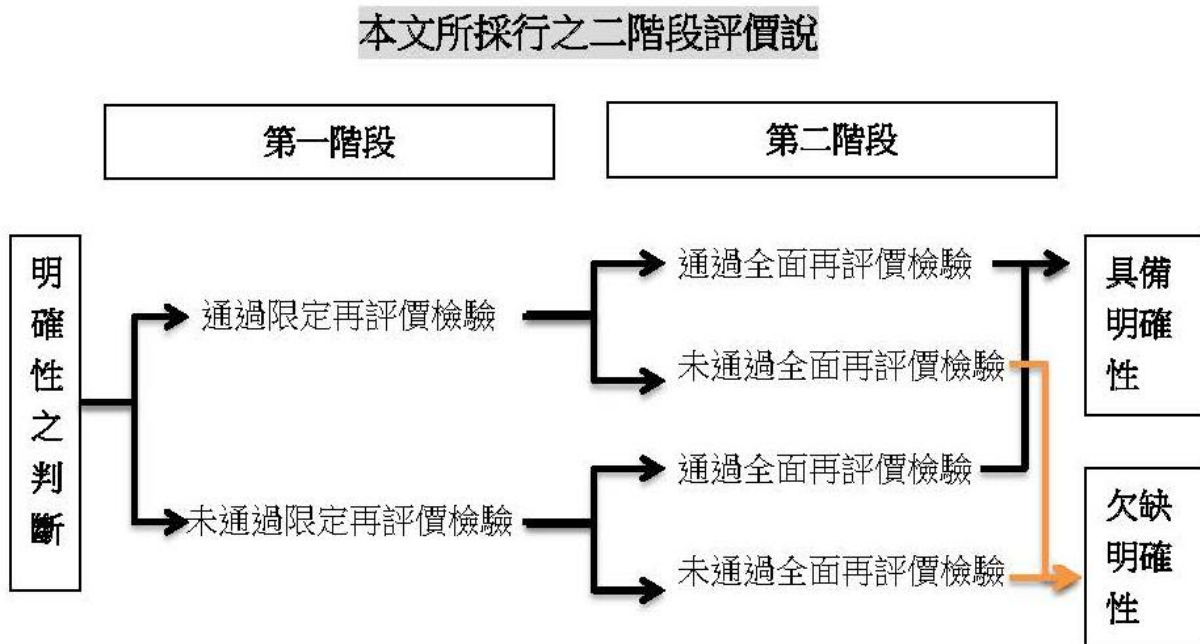 本文所採行之二階段評價說
第一階段
第二階段
明
確
性
之
判
斷
通過限定再評價檢驗
未通過限定再評價檢驗
通過全面再評價檢驗
未通過全面再評價檢驗
通過全面再評價檢驗
未通過全面再評價檢驗
具備
明確
性
欠缺
明確
性